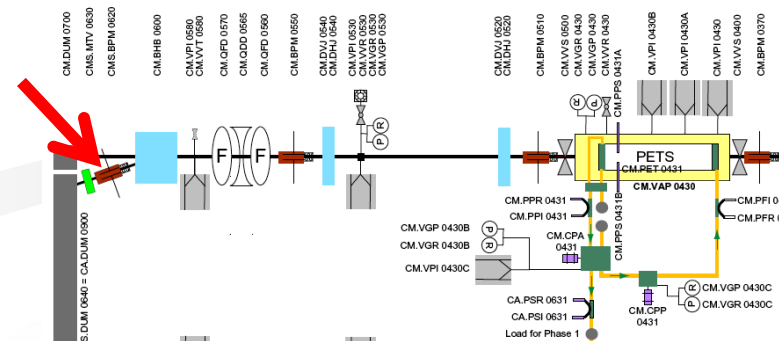 CM.DUM 0700
CMS.MTV 0630
CMS.BPM 0620
CM.BHB 0600
CM.VPI 0580
CM.VVT 0580
CM.QFD 0570
CM.QDD 0565
CM.QFD 0560
CM.BPM 0550
CM.DVJ 0540
CM.DHJ 0540
CM.VPI 0530
CM.VVR 0530
CM.VGR 0530
CM.VGP 0530
CM.DVJ 0520
CM.DHJ 0520
CM.BPM 0510
CM.VVS 0500
CM.VGR 0430
CM.VGP 0430
CM.VVR 0430
CM.PPS 0431A
CM.VPI 0430B
CM.VPI 0430A
CM.VPI 0430
CM.VVS 0400
CM.BPM 0370
R
P
R
P
F
F
PETS
CM.PET 0431
CM.VAP 0430
CM.PPR 0431
CM.PPI 0431
CM.PPS 0431B
CM.PFI 0
CM.PFR
S.DUM 0640 = CA.DUM 0900
CM.VGP 0430B
CM.VGR 0430B
P
R
CM.CPA
0431
CM.VPI 0430C
CM.CPP
0431
R
P
CM.VGP 0430C
CM.VGR 0430C
CA.PSR 0631
CA.PSI 0631
Load for Phase 1